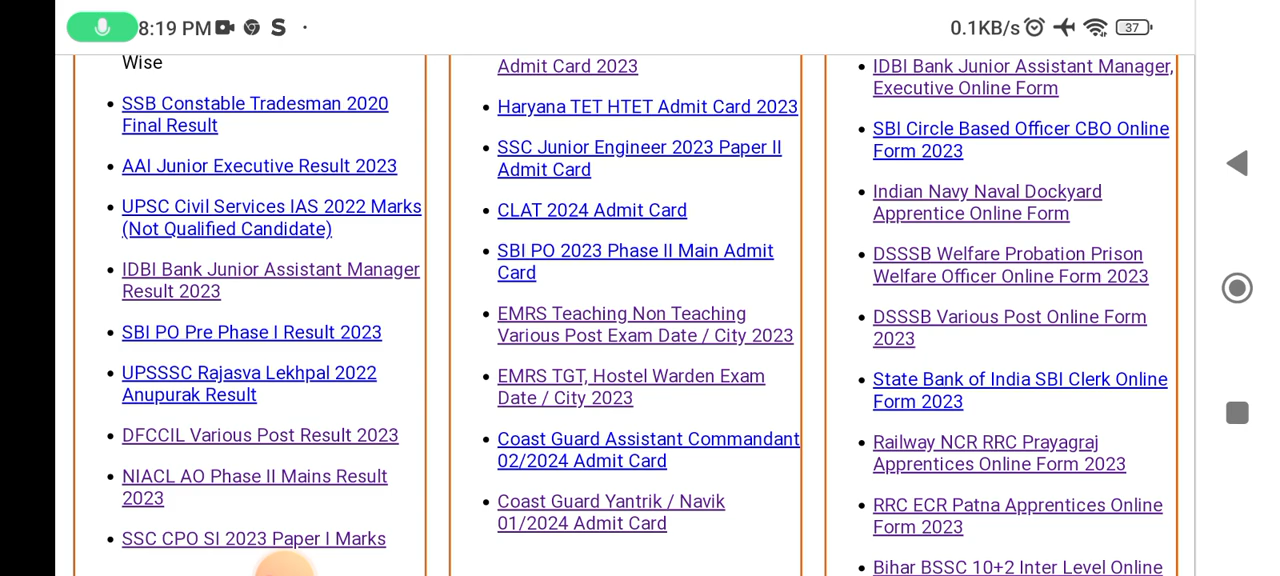 8:19 PM
0.1KB/s
37
Wise
SSB Constable Tradesman 2020
Final Result
AAI Junior Executive Result 2023
UPSC Civil Services IAS 2022 Marks
(Not Qualified Candidate)
IDBI Bank Junior Assistant Manager
Result 2023
SBI PO Pre Phase I Result 2023
UPSSSC Rajasva Lekhpal 2022
Anupurak Result
DFCCIL Various Post Result 2023
NIACL AO Phase II Mains Result
2023
SSC CPO SI 2023 Paper I Marks
Admit Card 2023
Haryana TET HTET Admit Card 2023
SSC Junior Engineer 2023 Paper II
Admit Card
CLAT 2024 Admit Card
SBI PO 2023 Phase II Main Admit
Card
EMRS Teaching Non Teaching
Various Post Exam Date / City 2023
EMRS TGT, Hostel Warden Exam
Date / City 2023
Coast Guard Assistant Commandant
02/2024 Admit Card
Coast Guard Yantrik / Navik
01/2024 Admit Card
IDBI Bank Junior Assistant Manager,
Executive Online Form
SBI Circle Based Officer CBO Online
Form 2023
Indian Navy Naval Dockyard
Apprentice Online Form
DSSSB Welfare Probation Prison
Welfare Officer Online Form 2023
DSSSB Various Post Online Form
2023
State Bank of India SBI Clerk Online
Form 2023
Railway NCR RRC Prayagraj
Apprentices Online Form 2023
RRC ECR Patna Apprentices Online
Form 2023
Bihar BSSC 10+2 Inter Level Online